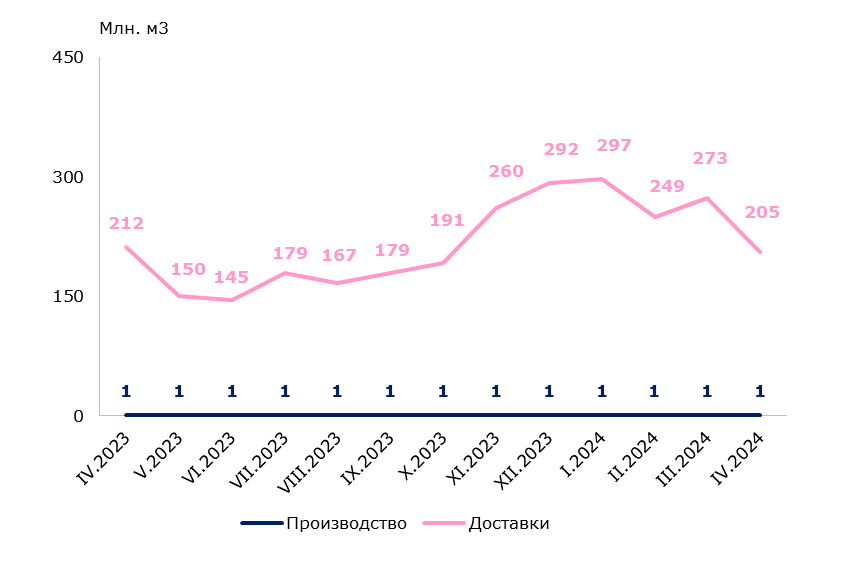 Млн. м3
450
300
150
0
212 150 145 179 167 179 191 260 292 297 249 273 205
1 1 1 1 1 1 1 1 1 1 1 1 1
IV.2023 V.2023 VI.2023 VII.2023 VIII.2023 IX.2023 X.2023 XI.2023 XII.2023 I.2024 II.2024 III.2024 IV.2024
Производство Доставки